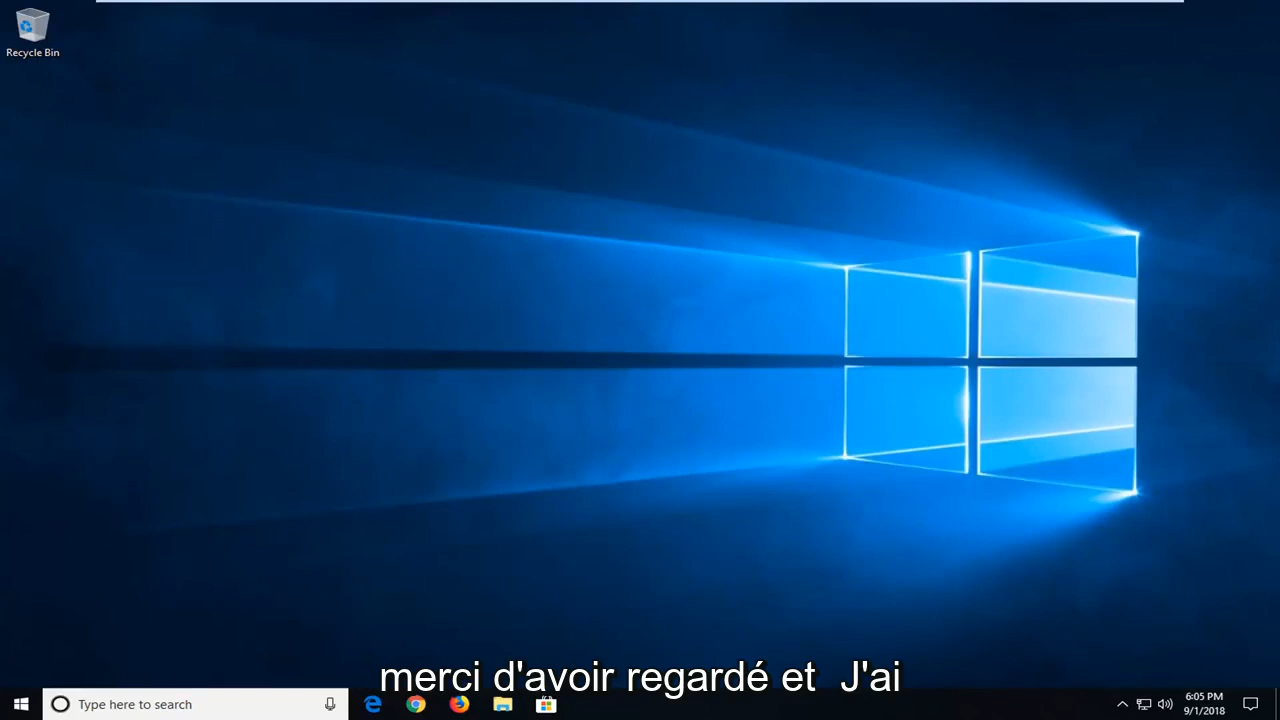 Recycle Bin
merci d'avoir regardé et  J'ai
Type here to search
6:05 PM
9/1/2018